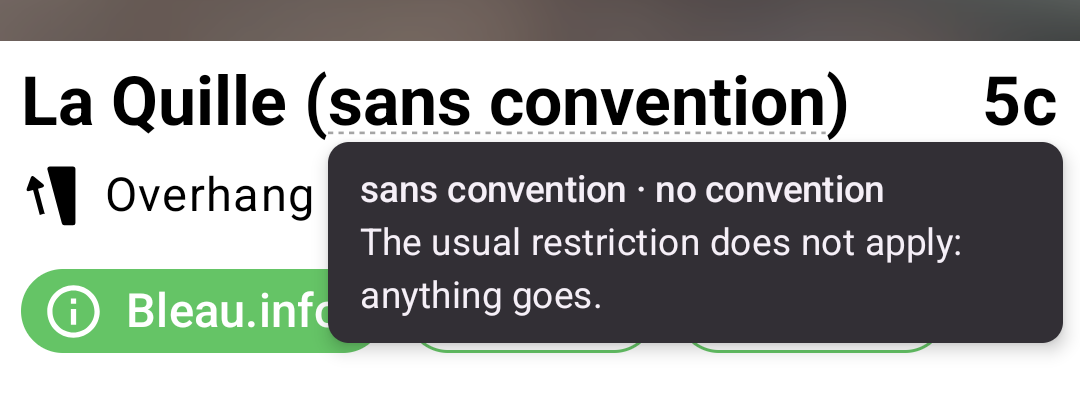 La Quille (sans convention) 5c
Overhang
sans convention · no convention
The usual restriction does not apply:
anything goes.
Bleau.info